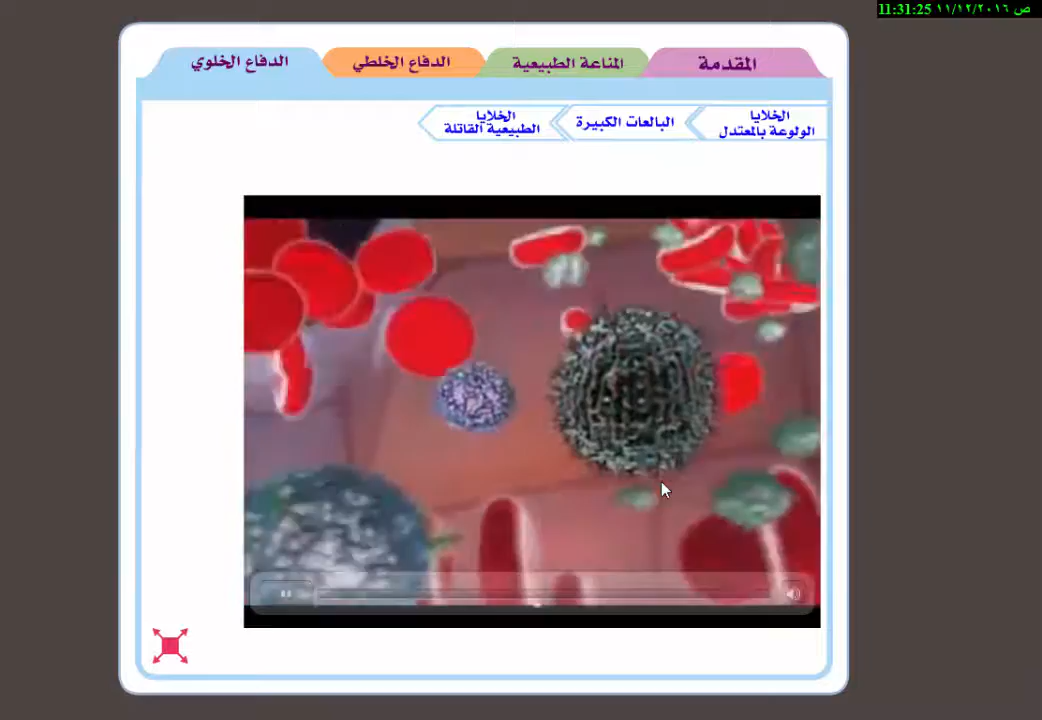 11:31:25 ١١/١٢/٢٠١٦ ص
المقدمة
المناعة الطبيعية
الدفاع الخلطي
الدفاع الخلوي
الخلايا
الولوعة بالمعتدل
البالعات الكبيرة
الخلايا
الطبيعية القاتلة